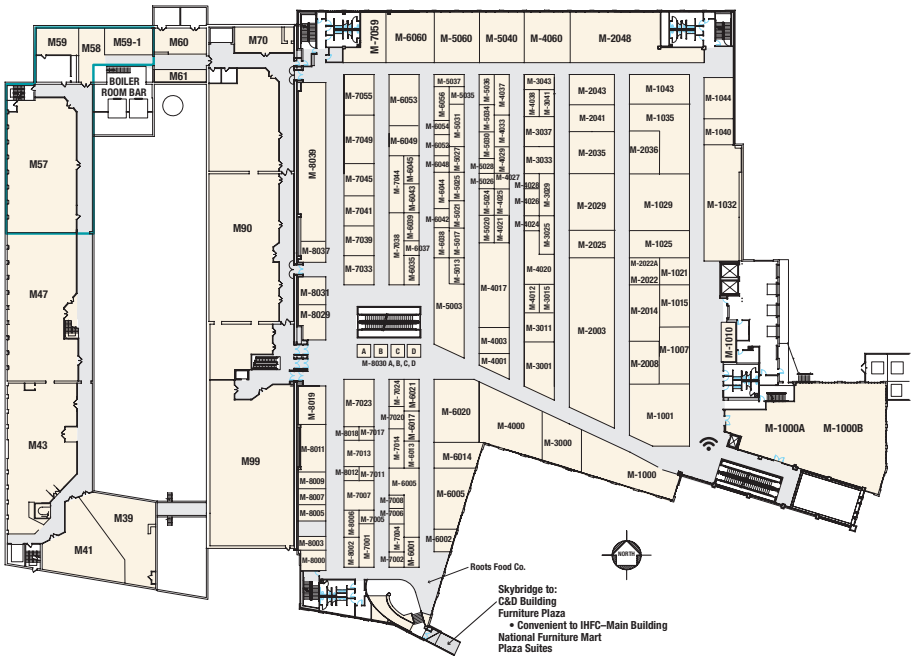 M59
M58
M59-1
M60
M70
M61
BOILER
ROOM BAR
M57
M47
M43
M41
M39
M90
M99
M-7059
M-6060
M-5060
M-5040
M-4060
M-2048
M-8039
M-8037
M-8031
M-8029
M-7055
M-7049
M-7045
M-7041
M-7039
M-7033
M-6053
M-6049
M-7044
M-6045
M-6043
M-7038
M-6039
M-6037
M-6035
M-5037
M-6056
M-5035
M-6054
M-5031
M-6052
M-5027
M-6048
M-6044
M-5025
M-6042
M-5021
M-6038
M-5017
M-5013
M-5003
M-5036
M-4037
M-5034
M-4033
M-5030
M-4029
M-5028
M-4027
M-5026
M-5024
M-4025
M-5020
M-4021
M-4017
M-4003
M-4001
M-3043
M-4038
M-3041
M-3037
M-3033
M-4028
M-3029
M-4026
M-4024
M-3025
M-4020
M-4012
M-3015
M-3011
M-3001
M-2043
M-2041
M-2035
M-2029
M-2025
M-2003
M-1043
M-1035
M-2036
M-1029
M-1025
M-2022A
M-2022
M-1021
M-2014
M-1015
M-2008
M-1007
M-1001
M-1044
M-1040
M-1032
M-1010
A
B
C
D
M-8030 A, B, C, D
M-8019
M-8011
M-8009
M-8007
M-8005
M-8003
M-8000
M-7023
M-8018
M-7017
M-7013
M-8012
M-7011
M-7007
M-8006
M-7005
M-8002
M-7001
M-7024
M-6021
M-7020
M-6017
M-7014
M-6013
M-6005
M-7008
M-7006
M-7004
M-6001
M-7002
M-6020
M-6014
M-6005
M-6002
M-4000
M-3000
M-1000
M-1000A
M-1000B
NORTH
Roots Food Co.
Skybridge to:
C&D Building
Furniture Plaza
• Convenient to IHFC–Main Building
National Furniture Mart
Plaza Suites